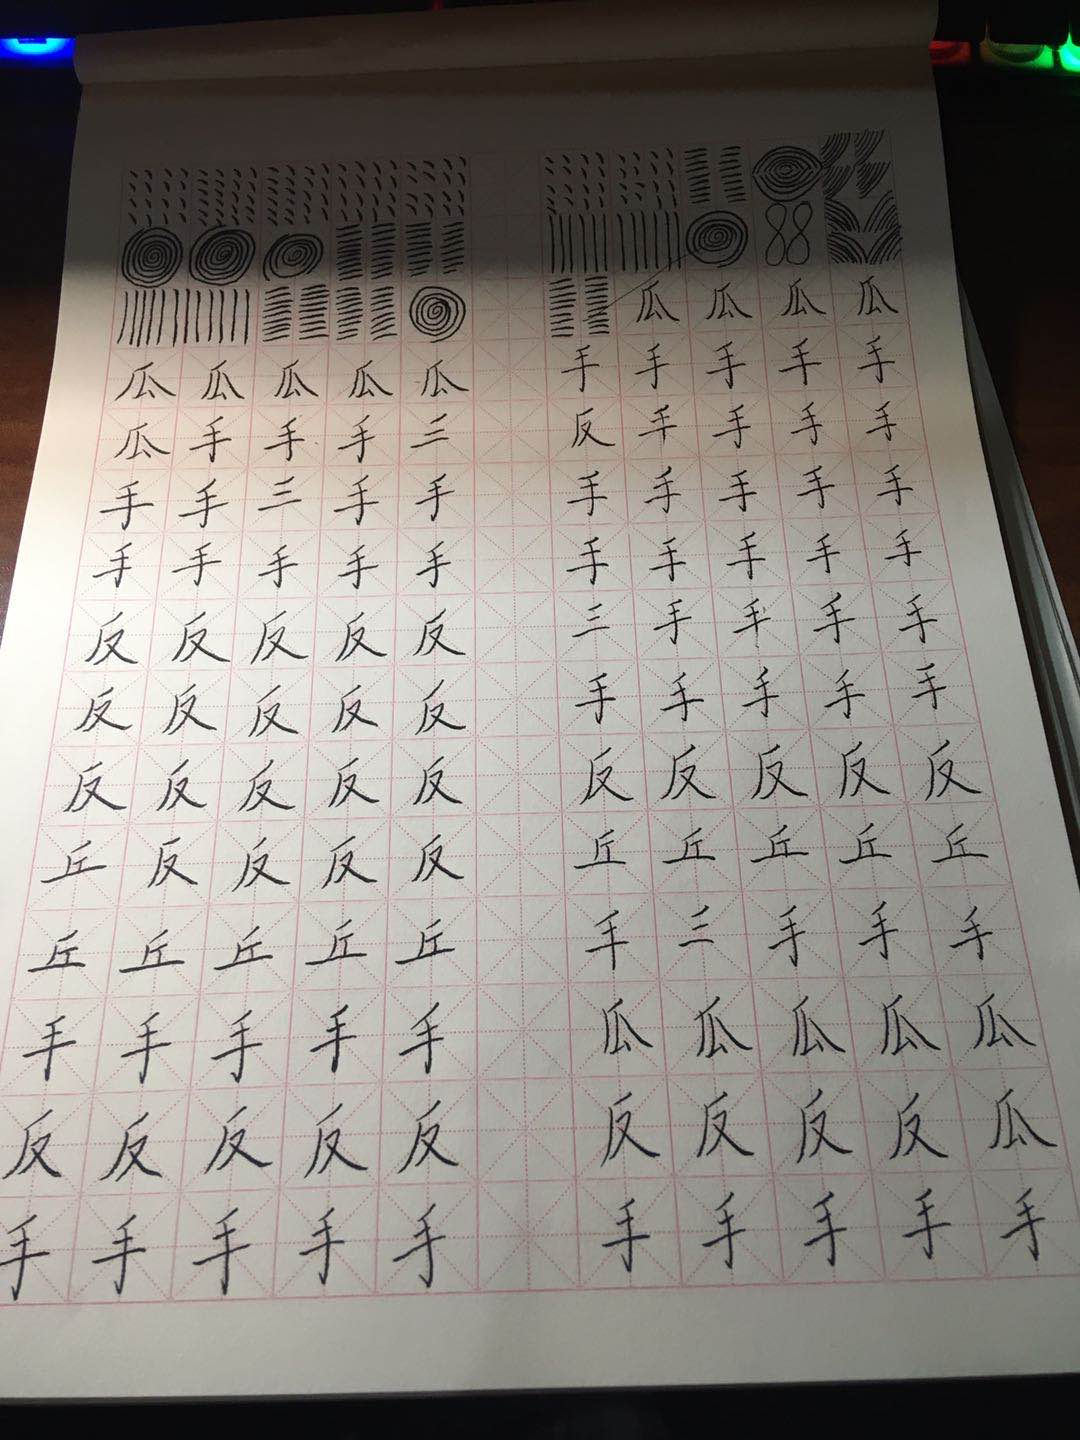 瓜 瓜 瓜 瓜
瓜 瓜 瓜 瓜 瓜 手 手 手 手 手
瓜 手 手 手 三 反 手 手 手 手
手 手 三 手 手 手 手 手 手 手
手 手 手 手 手 手 手 手 手 手
反 反 反 反 反 三 手 手 手 手
反 反 反 反 反 手 手 手 手 手
反 反 反 反 反 反 反 反 反 反
丘 反 反 反 反 丘 丘 丘 丘 丘
丘 丘 丘 丘 丘 手 三 手 手 手
手 手 手 手 手 瓜 瓜 瓜 瓜 瓜
反 反 反 反 反 反 反 反 反 瓜
手 手 手 手 手 手 手 手 手 手